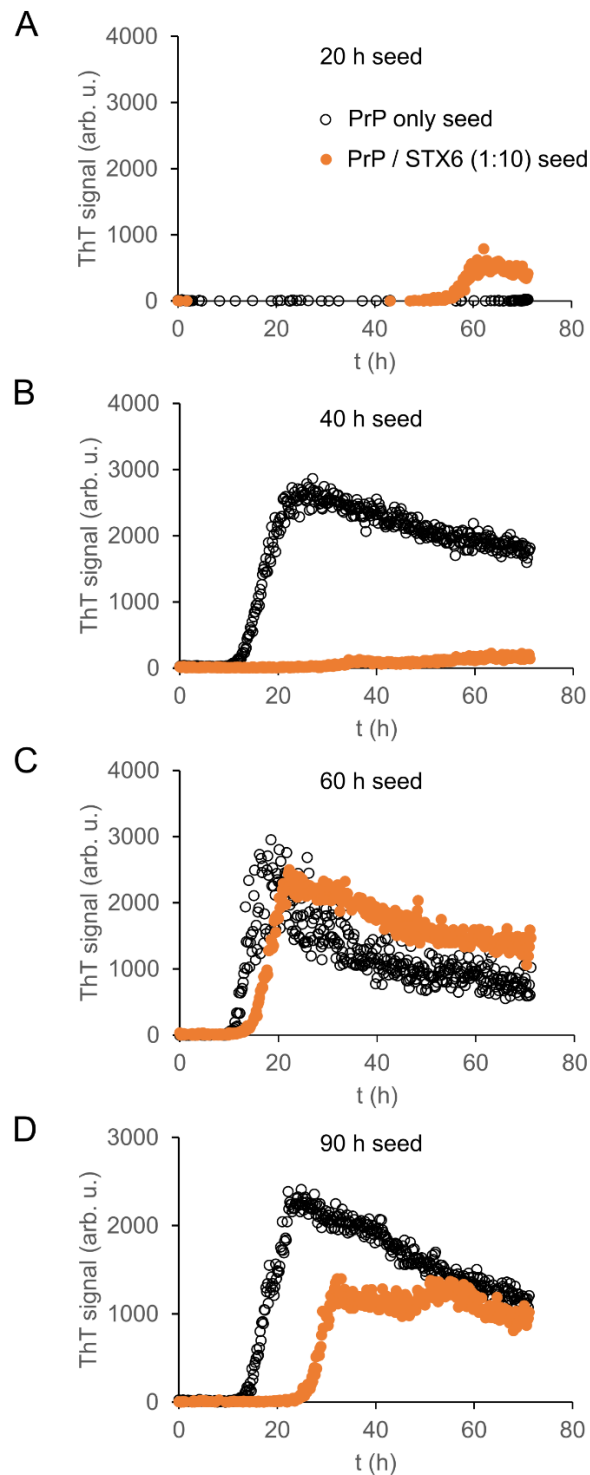 A
4000
3000
2000
1000
0
ThT signal (arb. u.)
20 h seed
PrP only seed
PrP / STX6 (1:10) seed
0 20 40 60 80
t (h)
B
4000
3000
2000
1000
0
ThT signal (arb. u.)
40 h seed
0 20 40 60 80
t (h)
C
4000
3000
2000
1000
0
ThT signal (arb. u.)
60 h seed
0 20 40 60 80
t (h)
D
3000
2000
1000
0
ThT signal (arb. u.)
90 h seed
0 20 40 60 80
t (h)